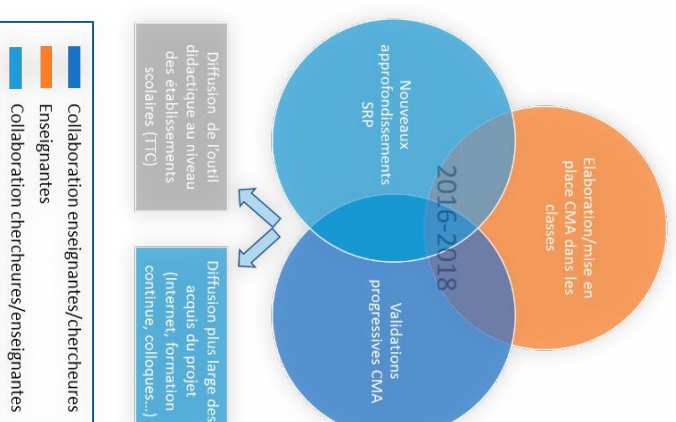 Elaboration/mise en
place CMA dans les
classes
2016-2018
Nouveaux
approfondissements
SRP
Validations
progressives CMA
Diffusion de l'outil
didactique au niveau
des établissements
scolaires (TTC)
Diffusion plus large des
acquis du projet
(Internet, formation
continue, colloques...)
Collaboration enseignantes/chercheures
Enseignantes
Collaboration chercheures/enseignantes